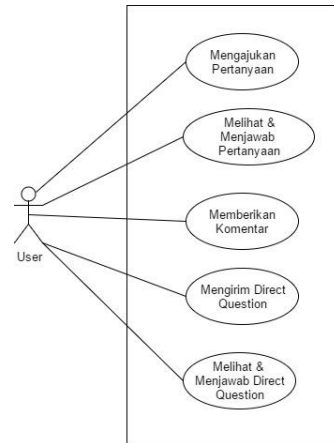 Mengajukan
Pertanyaan
Melihat &
Menjawab
Pertanyaan
Memberikan
Komentar
User
Mengirim Direct
Question
Melihat &
Menjawab Direct
Question